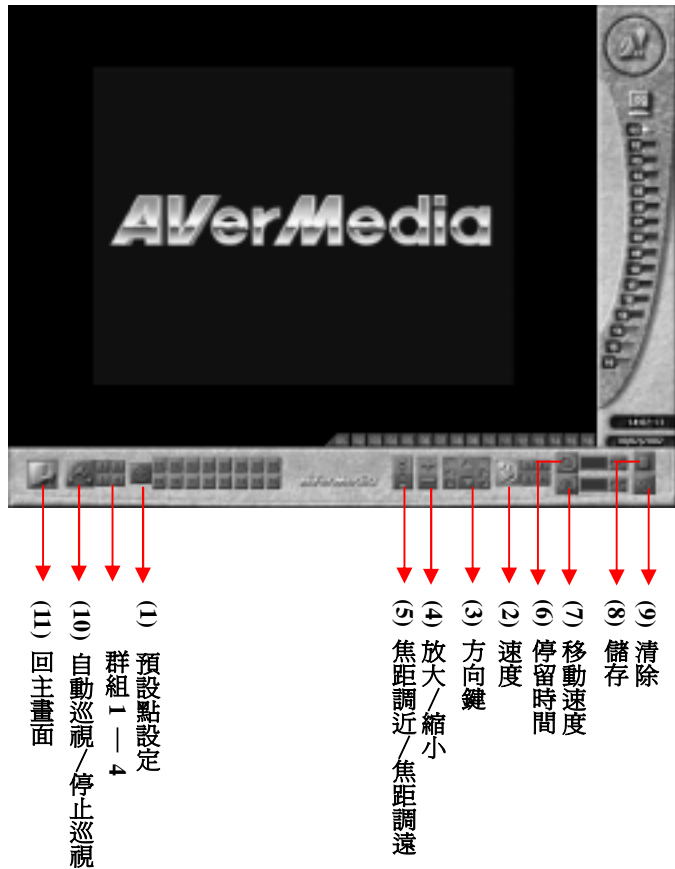 AVerMedia
AVerMedia
(11) 回主畫面
(10) 自動巡視/停止巡視
群組 1 — 4
(1) 預設點設定
(5) 焦距調近/焦距調遠
(4) 放大/縮小
(3) 方向鍵
(2) 速度
(6) 停留時間
(7) 移動速度
(8) 儲存
(9) 清除